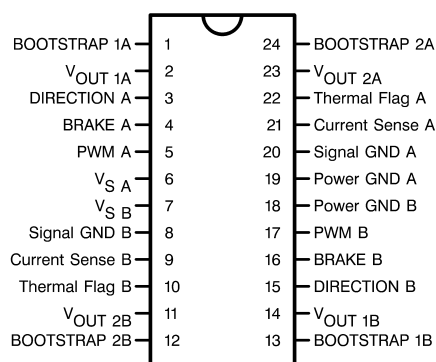 BOOTSTRAP 1A 1 24 BOOTSTRAP 2A
VOUT 1A 2 23 VOUT 2A
DIRECTION A 3 22 Thermal Flag A
BRAKE A 4 21 Current Sense A
PWM A 5 20 Signal GND A
VS A 6 19 Power GND A
VS B 7 18 Power GND B
Signal GND B 8 17 PWM B
Current Sense B 9 16 BRAKE B
Thermal Flag B 10 15 DIRECTION B
VOUT 2B 11 14 VOUT 1B
BOOTSTRAP 2B 12 13 BOOTSTRAP 1B